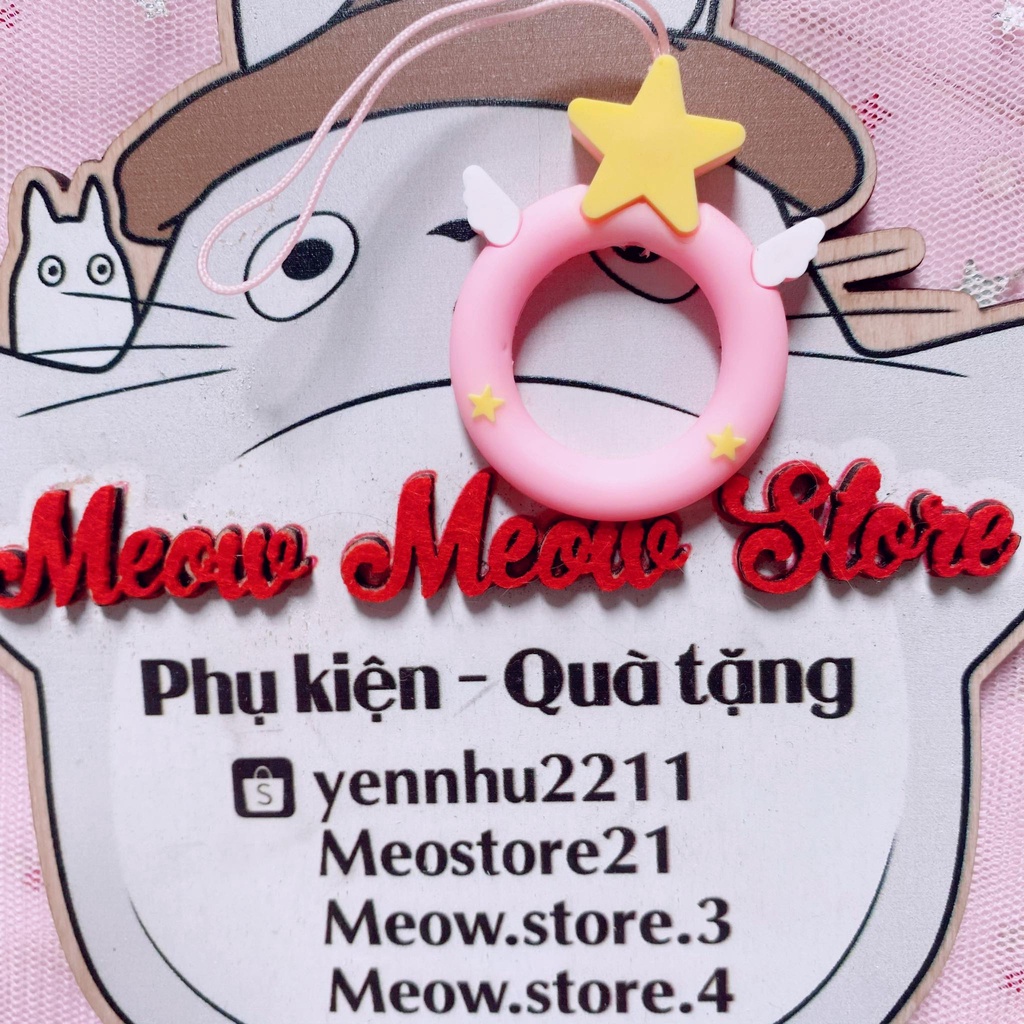 Meow Meow Store
Phụ kiện - Quà tặng
S yennhu2211
Meostore21
Meow.store.3
Meow.store.4